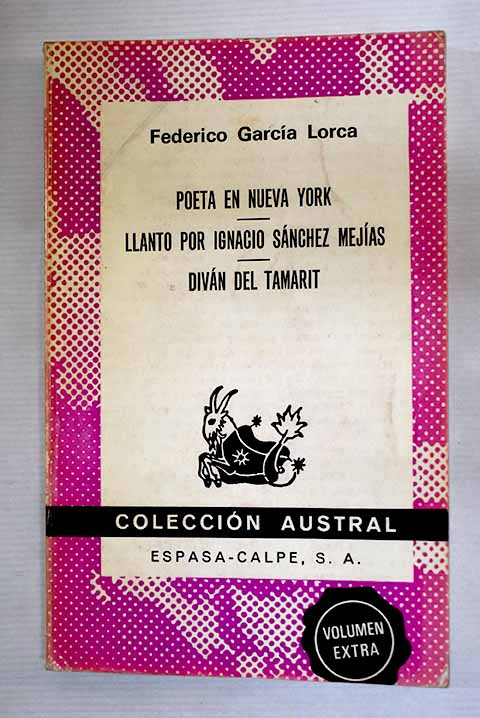 Federico García Lorca
POETA EN NUEVA YORK
LLANTO POR IGNACIO SÁNCHEZ MEJÍAS
DIVÁN DEL TAMARIT
COLECCIÓN AUSTRAL
ESPASA-CALPE, S. A.
VOLUMEN
EXTRA